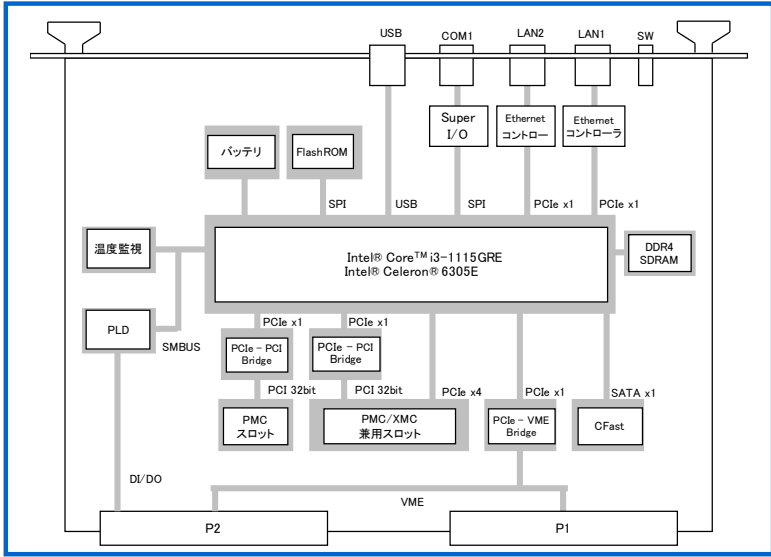 USB
COM1
LAN2
LAN1
SW
Super
I/O
Ethernet
コントロー
Ethernet
コントローラ
バッテリ
FlashROM
SPI
USB
SPI
PCIe x1
PCIe x1
温度監視
Intel® Core™ i3-1115GRE
Intel® Celeron® 6305E
DDR4
SDRAM
PLD
SMBUS
PCIe x1
PCIe x1
PCIe - PCI
Bridge
PCIe - PCI
Bridge
PCI 32bit
PCI 32bit
PCIe x4
PCIe x1
SATA x1
PMC
スロット
PMC/XMC
兼用スロット
PCIe - VME
Bridge
CFast
DI/DO
VME
P2
P1